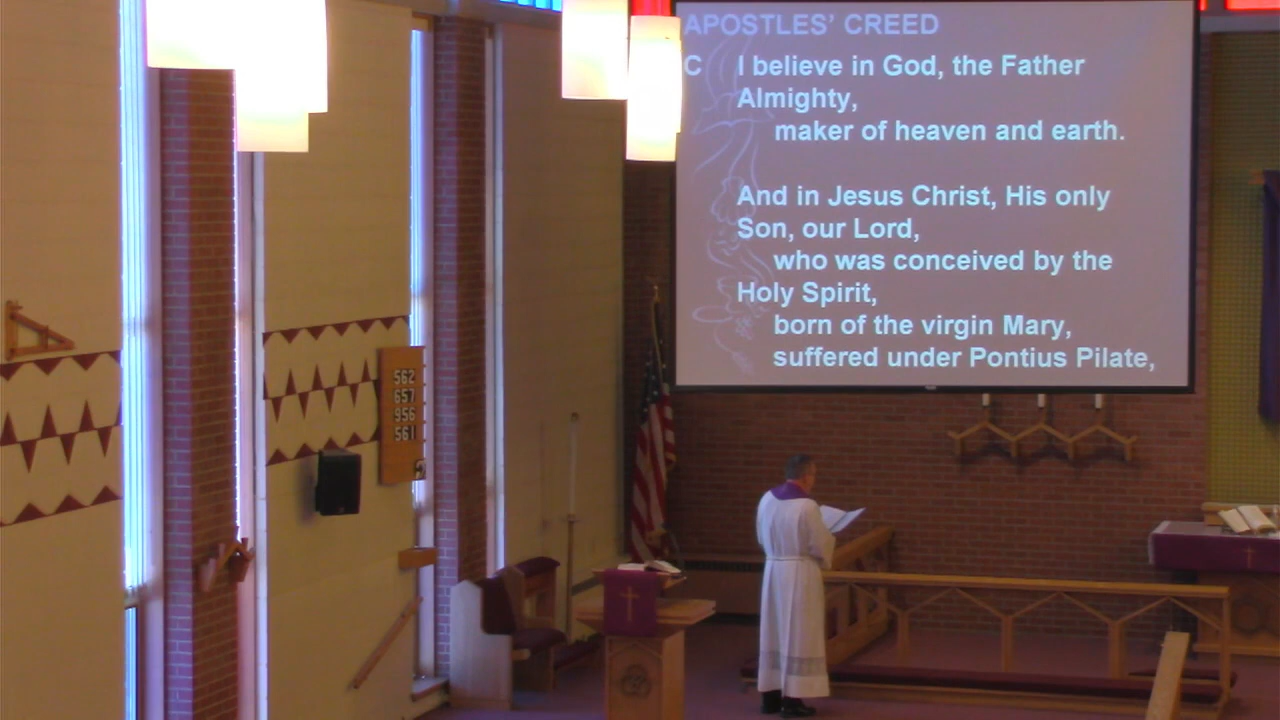 APOSTLES' CREED
C I believe in God, the Father
Almighty,
maker of heaven and earth.
And in Jesus Christ, His only
Son, our Lord,
who was conceived by the
Holy Spirit,
born of the virgin Mary,
suffered under Pontius Pilate,
562
657
956
561